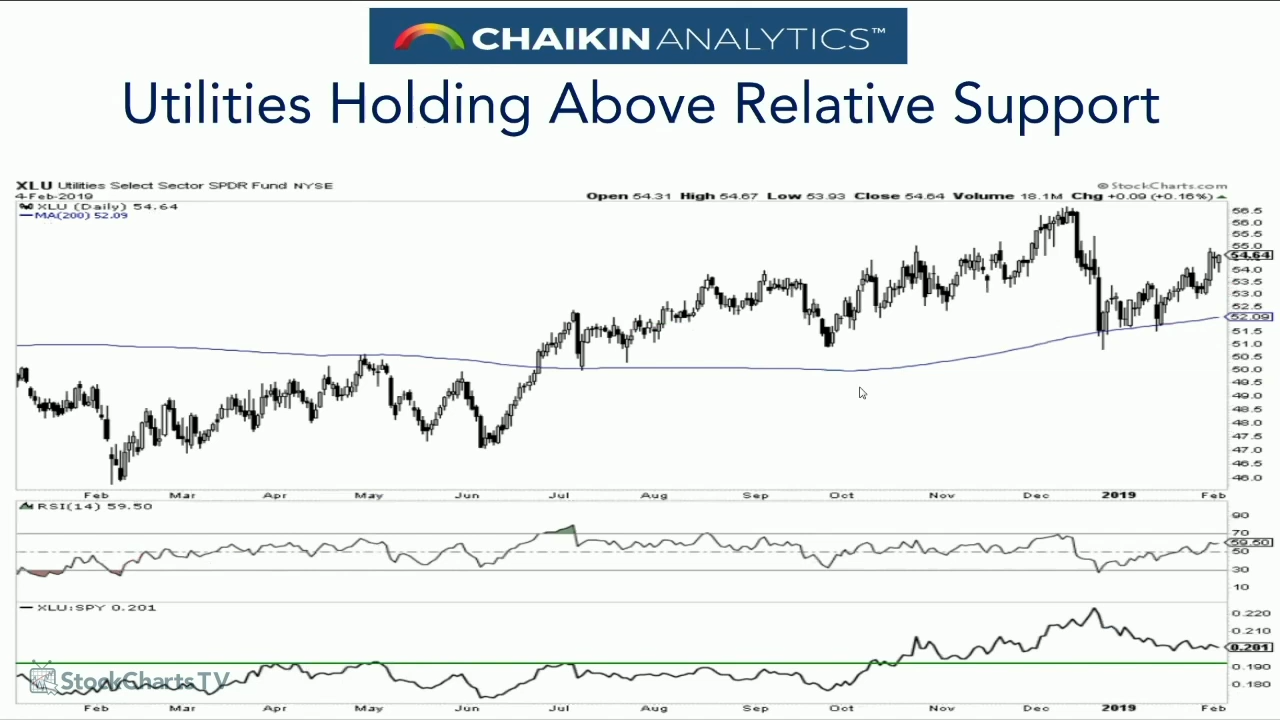 CHAIKIN ANALYTICS™
Utilities Holding Above Relative Support
XLU Utilities Select Sector SPDR Fund NYSE
© StockCharts.com
4-Feb-2019
Open 54.31 High 54.67 Low 53.93 Close 54.64 Volume 18.1M Chg +0.09 (+0.16%)
XLU (Daily) 54.64
MA(200) 52.09
56.5
56.0
55.5
55.0
54.64
54.0
53.5
53.0
52.5
52.09
51.5
51.0
50.5
50.0
49.5
49.0
48.5
48.0
47.5
47.0
46.5
46.0
Feb Mar Apr May Jun Jul Aug Sep Oct Nov Dec 2019 Feb
RSI(14) 59.50
90
70
59.50
50
30
10
XLU:SPY 0.201
0.220
0.210
0.201
0.190
0.180
StockChartsTV
Feb Mar Apr May Jun Jul Aug Sep Oct Nov Dec 2019 Feb